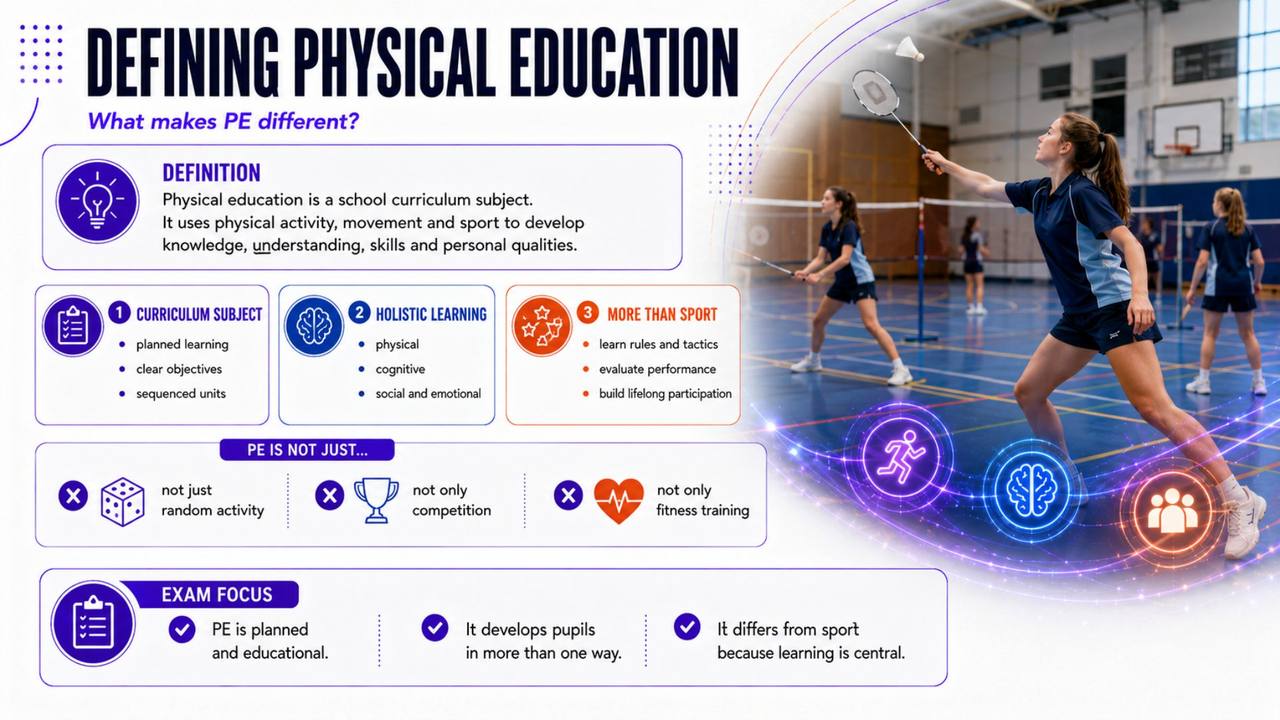 DEFINING PHYSICAL EDUCATION
What makes PE different?
DEFINITION
Physical education is a school curriculum subject.
It uses physical activity, movement and sport to develop
knowledge, understanding, skills and personal qualities.
1 CURRICULUM SUBJECT
planned learning
clear objectives
sequenced units
2 HOLISTIC LEARNING
physical
cognitive
social and emotional
3 MORE THAN SPORT
learn rules and tactics
evaluate performance
build lifelong participation
PE IS NOT JUST...
not just
random activity
not only
competition
not only
fitness training
EXAM FOCUS
PE is planned
and educational.
It develops pupils
in more than one way.
It differs from sport
because learning is central.